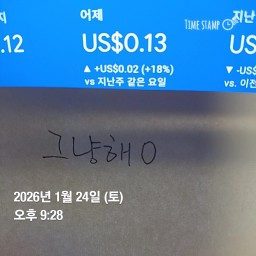 어제
지난
TIME STAMP
.12
US$0.13
US
▲ +US$0.02 (+18%)
▼ -US$
vs 지난주 같은 요일
vs. 이전
그냥해 O
2026년 1월 24일 (토)
오후 9:28